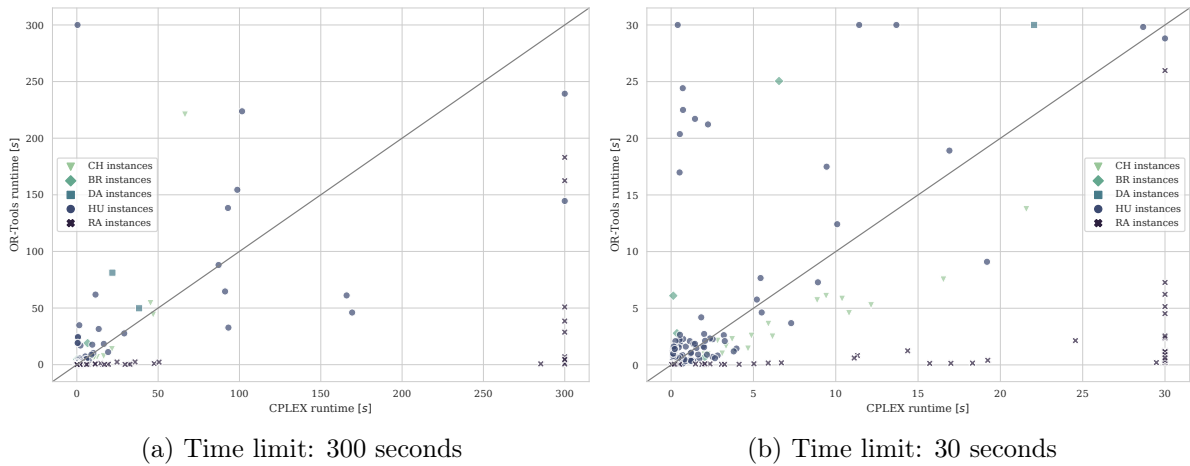 300
250
200
150
100
50
0
OR-Tools runtime [s]
CH instances
BR instances
DA instances
HU instances
RA instances
0 50 100 150 200 250 300
CPLEX runtime [s]
(a) Time limit: 300 seconds
30
25
20
15
10
5
0
OR-Tools runtime [s]
CH instances
BR instances
DA instances
HU instances
RA instances
0 5 10 15 20 25 30
CPLEX runtime [s]
(b) Time limit: 30 seconds